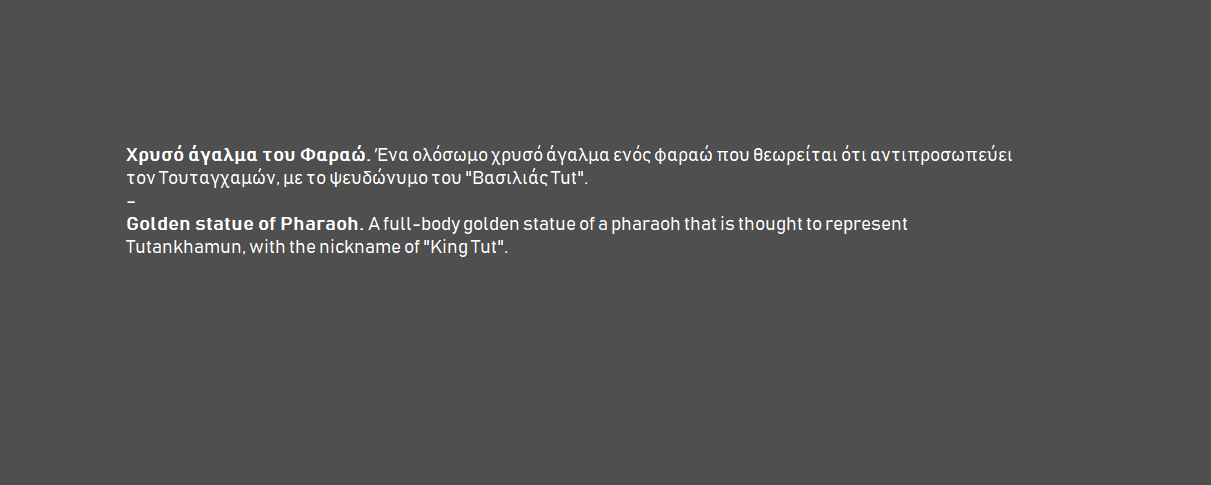 Χρυσό άγαλμα του Φαραώ. Ένα ολόσωμο χρυσό άγαλμα ενός φαραώ που θεωρείται ότι αντιπροσωπεύει
τον Τουταγχαμών, με το ψευδώνυμο του "Βασιλιάς Tut".
–
Golden statue of Pharaoh. A full-body golden statue of a pharaoh that is thought to represent
Tutankhamun, with the nickname of "King Tut".